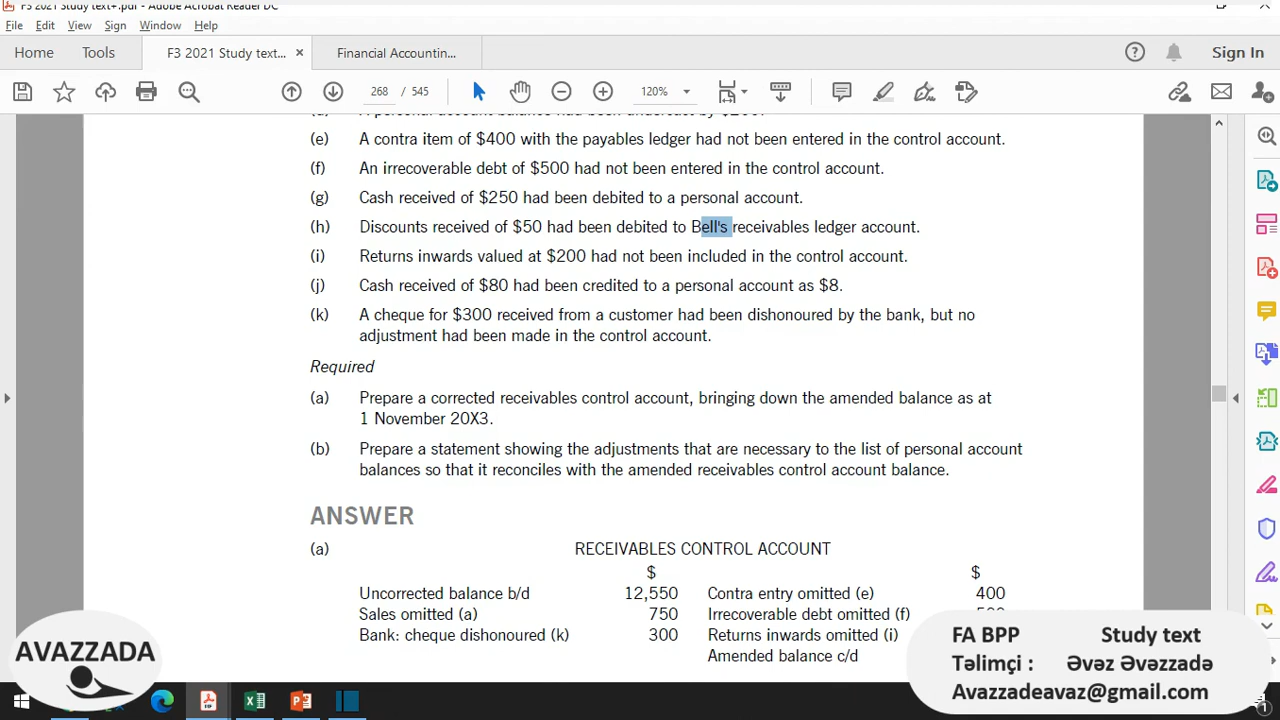 F3 2021 Study text+.pdf - Adobe Acrobat Reader DC
File Edit View Sign Window Help
Home Tools F3 2021 Study text... × Financial Accountin... Sign In
268 / 545 120%
(e) A contra item of $400 with the payables ledger had not been entered in the control account.
(f) An irrecoverable debt of $500 had not been entered in the control account.
(g) Cash received of $250 had been debited to a personal account.
(h) Discounts received of $50 had been debited to Bell's receivables ledger account.
(i) Returns inwards valued at $200 had not been included in the control account.
(j) Cash received of $80 had been credited to a personal account as $8.
(k) A cheque for $300 received from a customer had been dishonoured by the bank, but no
adjustment had been made in the control account.
Required
(a) Prepare a corrected receivables control account, bringing down the amended balance as at
1 November 20X3.
(b) Prepare a statement showing the adjustments that are necessary to the list of personal account
balances so that it reconciles with the amended receivables control account balance.
ANSWER
(a) RECEIVABLES CONTROL ACCOUNT
$ $
Uncorrected balance b/d 12,550 Contra entry omitted (e) 400
Sales omitted (a) 750 Irrecoverable debt omitted (f)
Bank: cheque dishonoured (k) 300 Returns inwards omitted (i)
Amended balance c/d
AVAZZADA
FA BPP Study text
Təlimçi : Əvəz Əvəzzadə
Avazzadeavaz@gmail.com